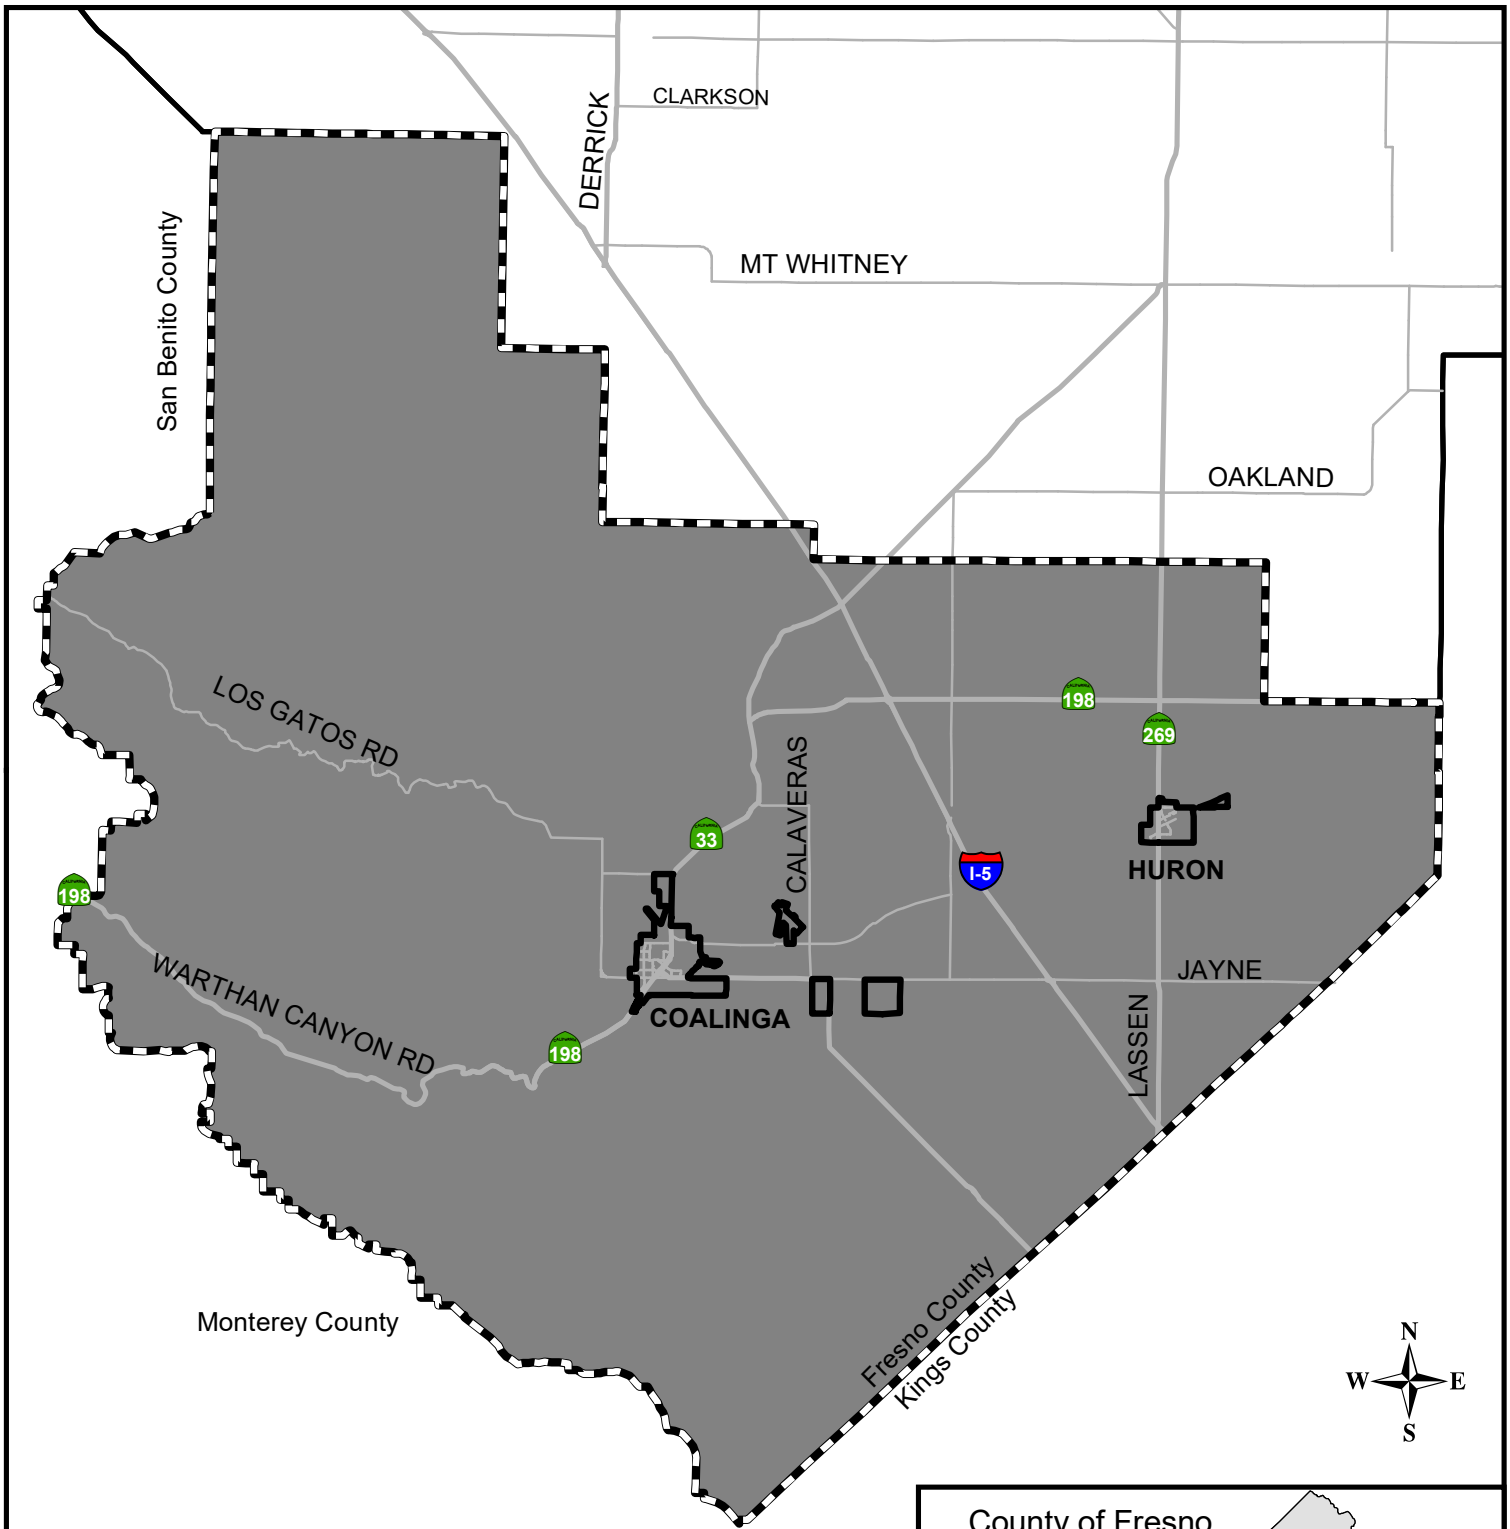 CLARKSON
DERRICK
San Benito County
MT WHITNEY
OAKLAND
LOS GATOS RD
198
269
CALAVERAS
33
I-5
HURON
198
WARTHAN CANYON RD
JAYNE
COALINGA
LASSEN
198
Fresno County
Kings County
Monterey County
N
W E
S
County of Fresno